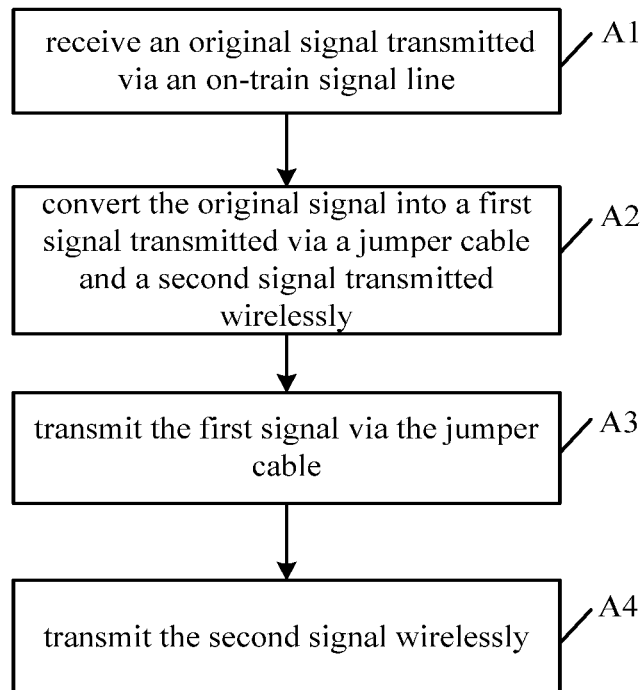 receive an original signal transmitted
via an on-train signal line
A1
convert the original signal into a first
signal transmitted via a jumper cable
and a second signal transmitted
wirelessly
A2
transmit the first signal via the jumper
cable
A3
transmit the second signal wirelessly
A4